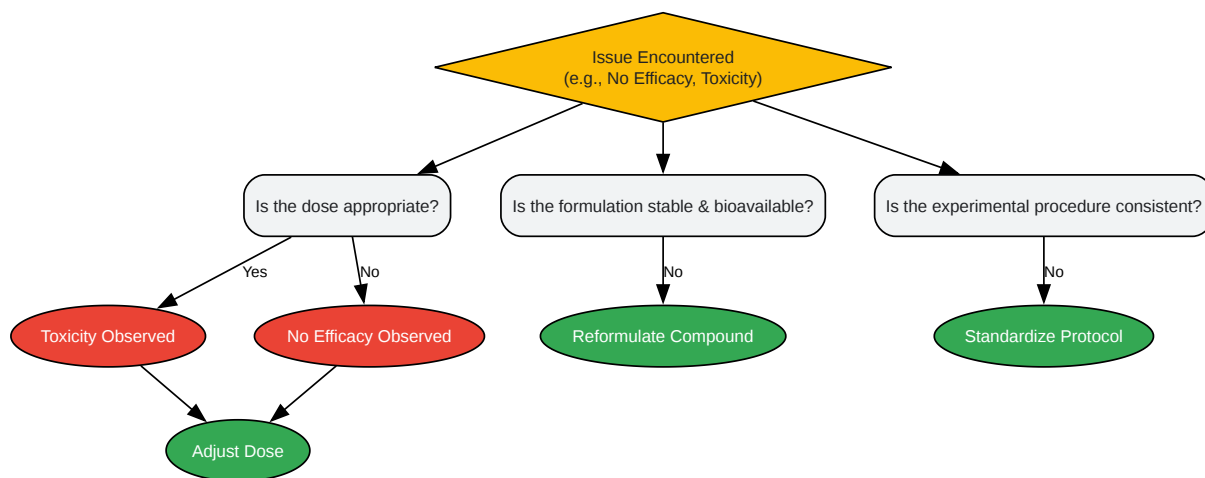 Issue Encountered
(e.g., No Efficacy, Toxicity)
Is the dose appropriate?
Is the formulation stable & bioavailable?
Is the experimental procedure consistent?
Yes
No
No
No
Toxicity Observed
No Efficacy Observed
Reformulate Compound
Standardize Protocol
Adjust Dose